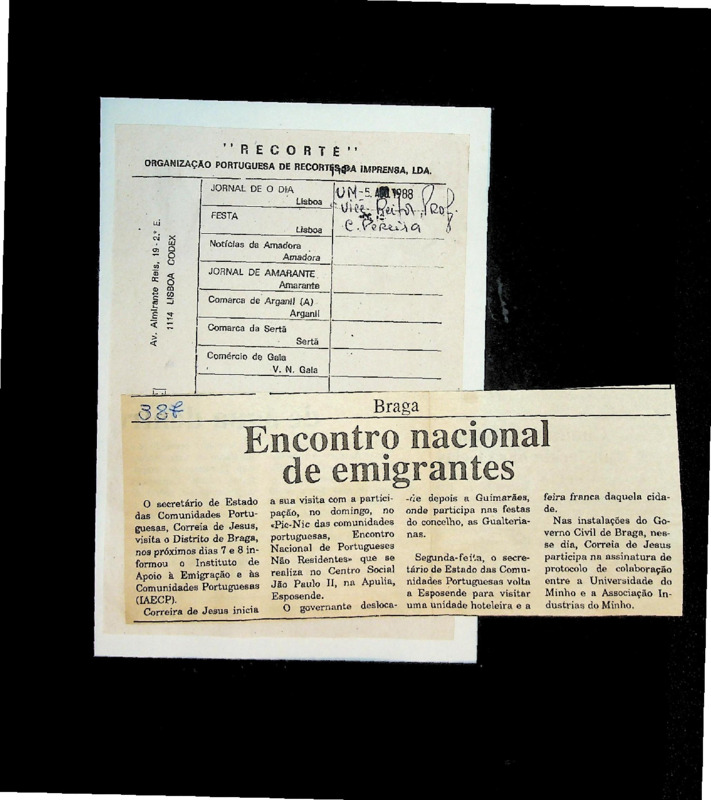 "RECORTE"
ORGANIZAÇÃO PORTUGUESA DE RECORTES DA IMPRENSA, LDA.
Av. Almirante Reis, 19-2.º E.
1114 LISBOA CODEX
JORNAL DE O DIA
Lisboa
FESTA
Lisboa
Notícias da Amadora
Amadora
JORNAL DE AMARANTE
Amarante
Comarca de Arganil (A)
Arganil
Comarca da Sertã
Sertã
Comércio de Gaia
V. N. Gaia
UM-5 1988
Vice-Reitor, Prof.
C. Pereira
387
Braga
Encontro nacional
de emigrantes
O secretário de Estado
das Comunidades Portu-
guesas, Correia de Jesus,
visita o Distrito de Braga,
nos próximos dias 7 e 8 in-
formou o Instituto de
Apoio à Emigração e às
Comunidades Portuguesas
(IAECP).
Correira de Jesus inicia
a sua visita com a partici-
pação, no domingo, no
«Pic-Nic das comunidades
portuguesas, Encontro
Nacional de Portugueses
Não Residentes» que se
realiza no Centro Social
Jão Paulo II, na Apulia,
Esposende.
O governante desloca-
-se depois a Guimarães,
onde participa nas festas
do concelho, as Gualteria-
nas.
Segunda-feita, o secre-
tário de Estado das Comu-
nidades Portuguesas volta
a Esposende para visitar
uma unidade hoteleira e a
feira franca daquela cida-
de.
Nas instalações do Go-
verno Civil de Braga, nes-
se dia, Correia de Jesus
participa na assinatura de
protocolo de colaboração
entre a Universidade do
Minho e a Associação In-
dustrias do Minho.